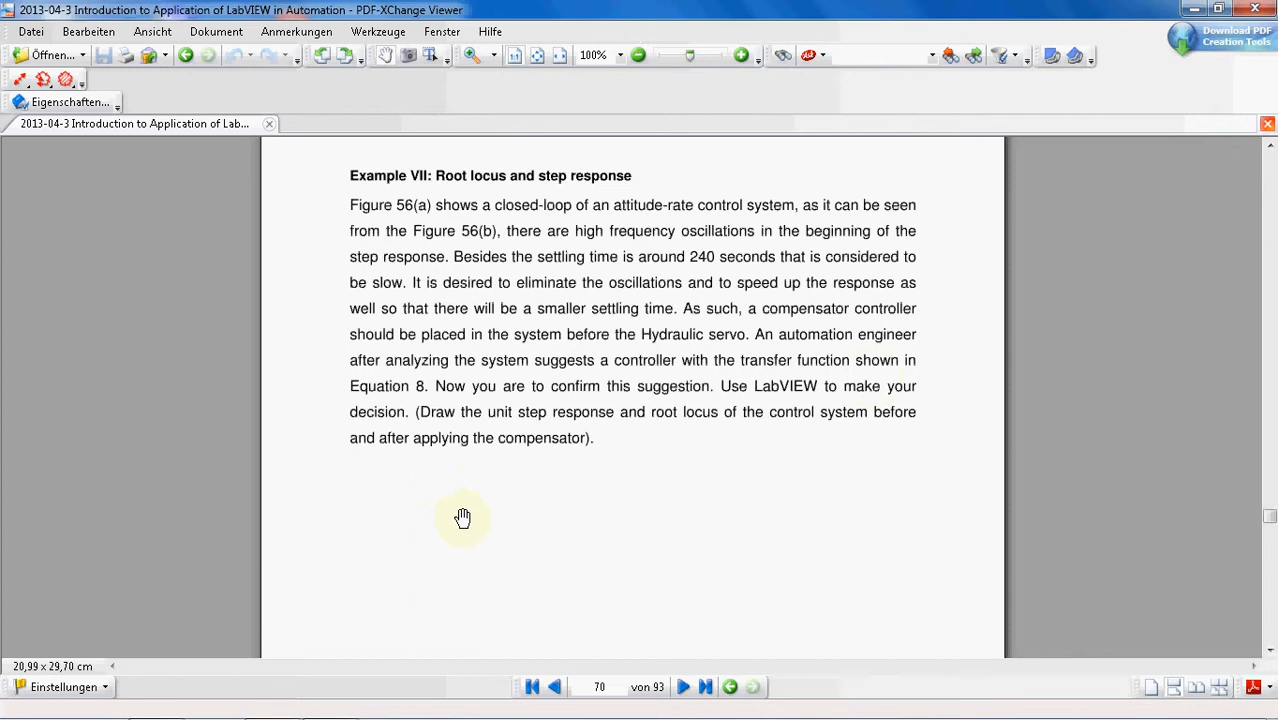 2013-04-3 Introduction to Application of LabVIEW in Automation - PDF-XChange Viewer
Datei Bearbeiten Ansicht Dokument Anmerkungen Werkzeuge Fenster Hilfe
Download PDF
Creation Tools
Öffnen... 100%
Eigenschaften...
2013-04-3 Introduction to Application of Lab...
Example VII: Root locus and step response
Figure 56(a) shows a closed-loop of an attitude-rate control system, as it can be seen
from the Figure 56(b), there are high frequency oscillations in the beginning of the
step response. Besides the settling time is around 240 seconds that is considered to
be slow. It is desired to eliminate the oscillations and to speed up the response as
well so that there will be a smaller settling time. As such, a compensator controller
should be placed in the system before the Hydraulic servo. An automation engineer
after analyzing the system suggests a controller with the transfer function shown in
Equation 8. Now you are to confirm this suggestion. Use LabVIEW to make your
decision. (Draw the unit step response and root locus of the control system before
and after applying the compensator).
20,99 x 29,70 cm
Einstellungen 70 von 93